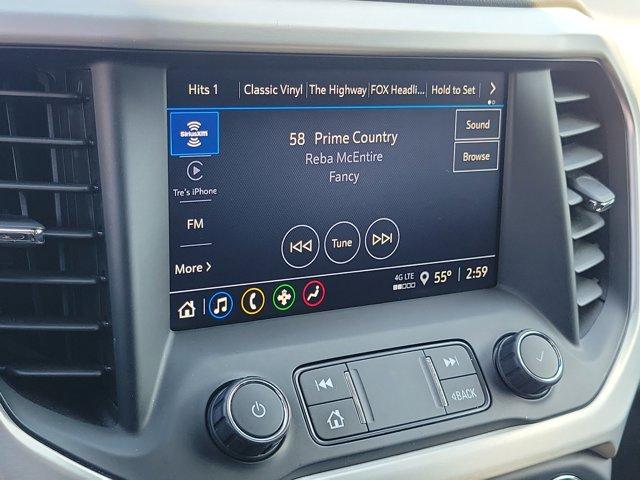 Hits 1 Classic Vinyl The Highway FOX Headli... Hold to Set
SiriusXM
58 Prime Country
Reba McEntire
Fancy
Sound
Browse
Tre's iPhone
FM
More
Tune
4G LTE
55° 2:59
BACK